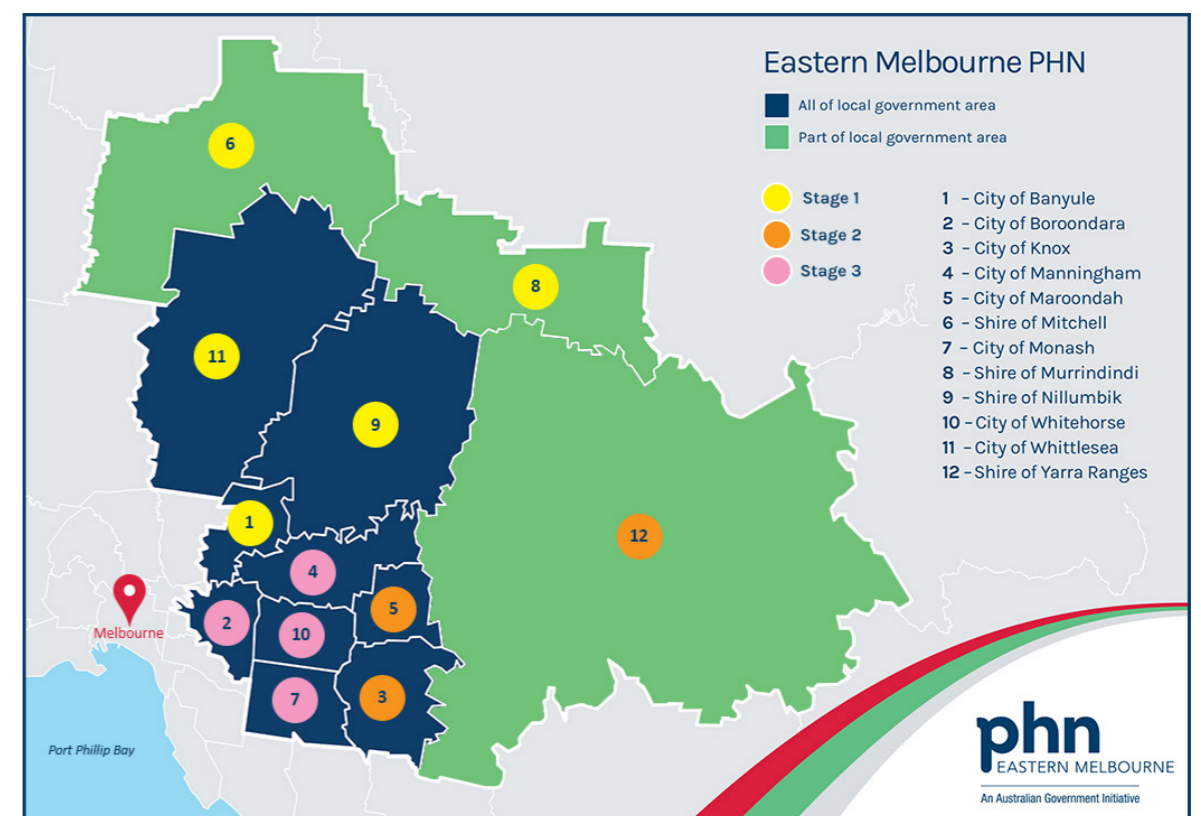 Eastern Melbourne PHN
All of local government area
Part of local government area
Stage 1
Stage 2
Stage 3
1 – City of Banyule
2 – City of Boroondara
3 – City of Knox
4 – City of Manningham
5 – City of Maroondah
6 – Shire of Mitchell
7 – City of Monash
8 – Shire of Murrindindi
9 – Shire of Nillumbik
10 – City of Whitehorse
11 – City of Whittlesea
12 – Shire of Yarra Ranges
6
8
11
9
1
12
4
5
2
10
7
3
Melbourne
Port Phillip Bay
phn
EASTERN MELBOURNE
An Australian Government Initiative